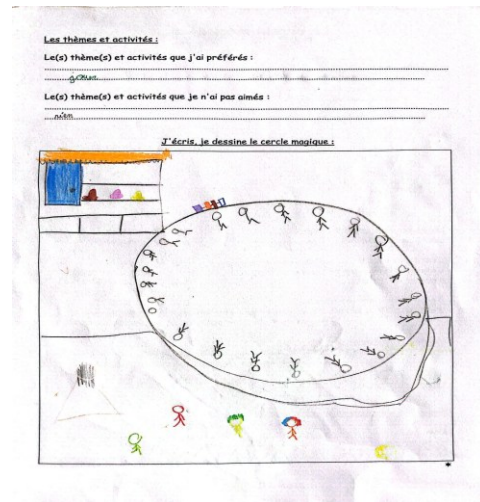 Les thèmes et activités :
Le(s) thème(s) et activités que j'ai préférés :
Le(s) thème(s) et activités que je n'ai pas aimés :
rien
J'écris, je dessine le cercle magique :